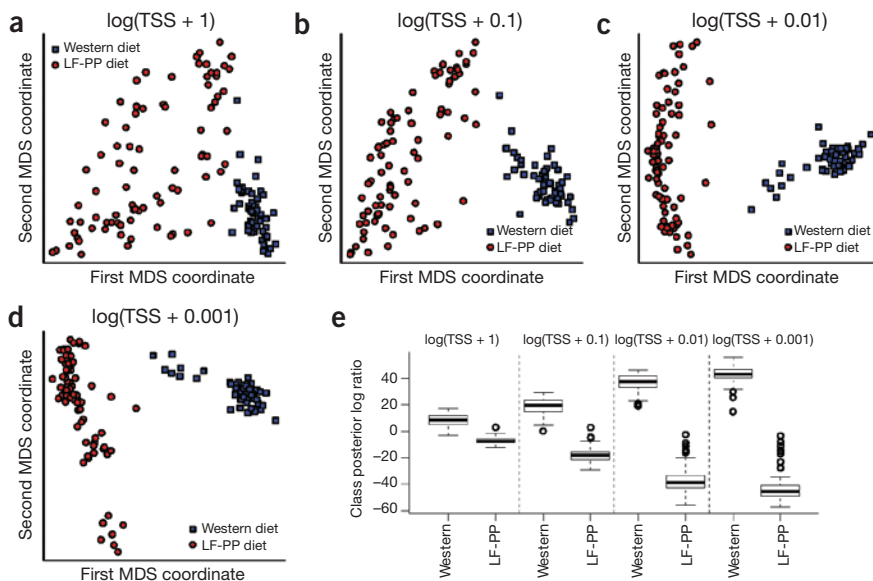 a
log(TSS + 1)
Western diet
LF-PP diet
Second MDS coordinate
First MDS coordinate
b
log(TSS + 0.1)
Second MDS coordinate
Western diet
LF-PP diet
First MDS coordinate
c
log(TSS + 0.01)
Second MDS coordinate
Western diet
LF-PP diet
First MDS coordinate
d
log(TSS + 0.001)
Second MDS coordinate
Western diet
LF-PP diet
First MDS coordinate
e
log(TSS + 1) log(TSS + 0.1) log(TSS + 0.01) log(TSS + 0.001)
Class posterior log ratio
40
20
0
−20
−40
−60
Western LF-PP Western LF-PP Western LF-PP Western LF-PP